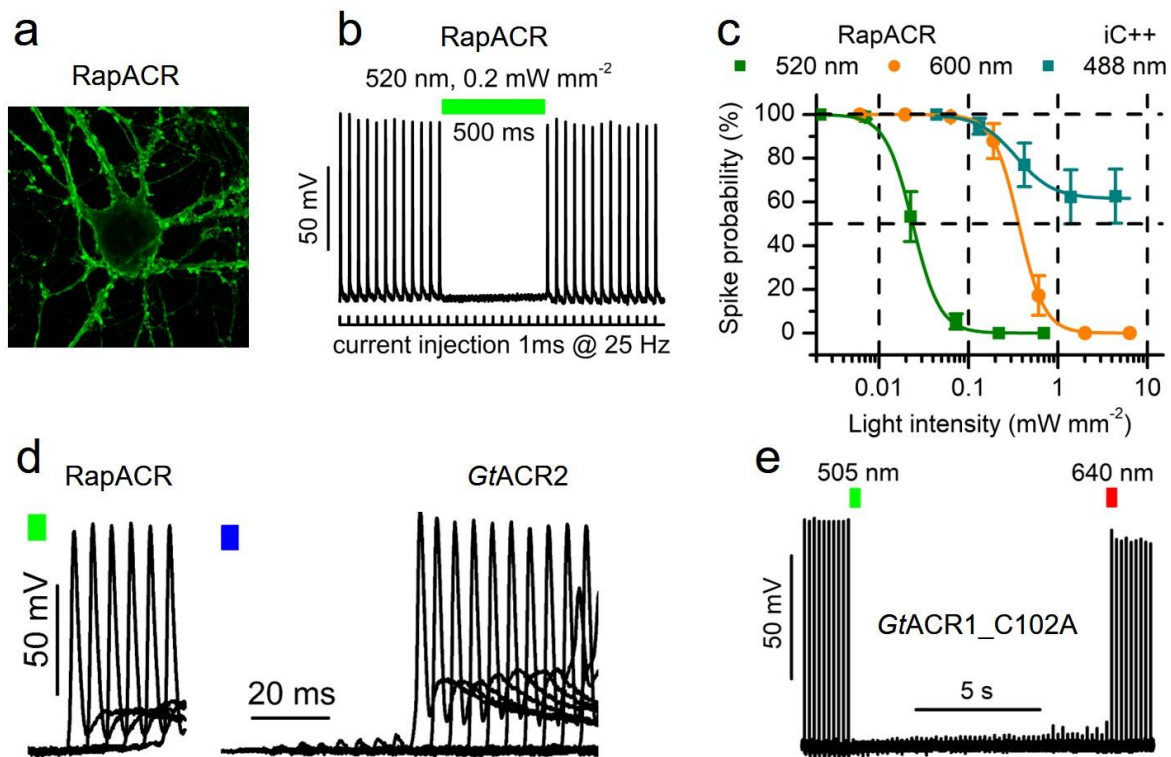 a
RapACR
b
RapACR
520 nm, 0.2 mW mm⁻²
500 ms
50 mV
current injection 1ms @ 25 Hz
c
RapACR iC++
520 nm 600 nm 488 nm
Spike probability (%)
100
80
60
40
20
0
0.01 0.1 1 10
Light intensity (mW mm⁻²)
d
RapACR GtACR2
50 mV
20 ms
e
505 nm 640 nm
50 mV
GtACR1_C102A
5 s